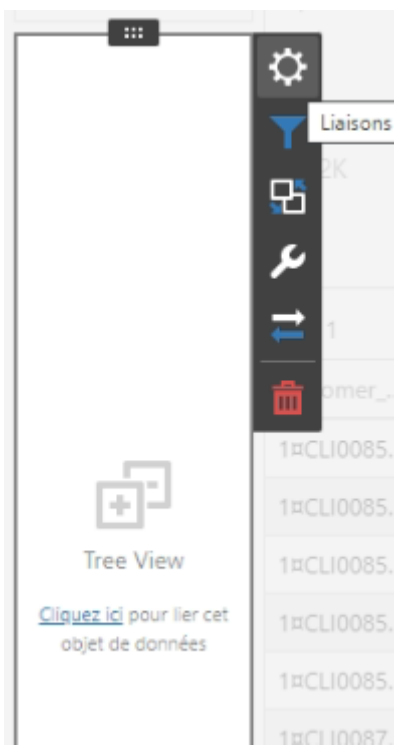 Liaisons
2K
1
omer_..
1¤CLI0085.
1¤CLI0085.
1¤CLI0085.
1¤CLI0085.
1¤CLI0085.
1¤CLI0087.
Tree View
Cliquez ici pour lier cet
objet de données